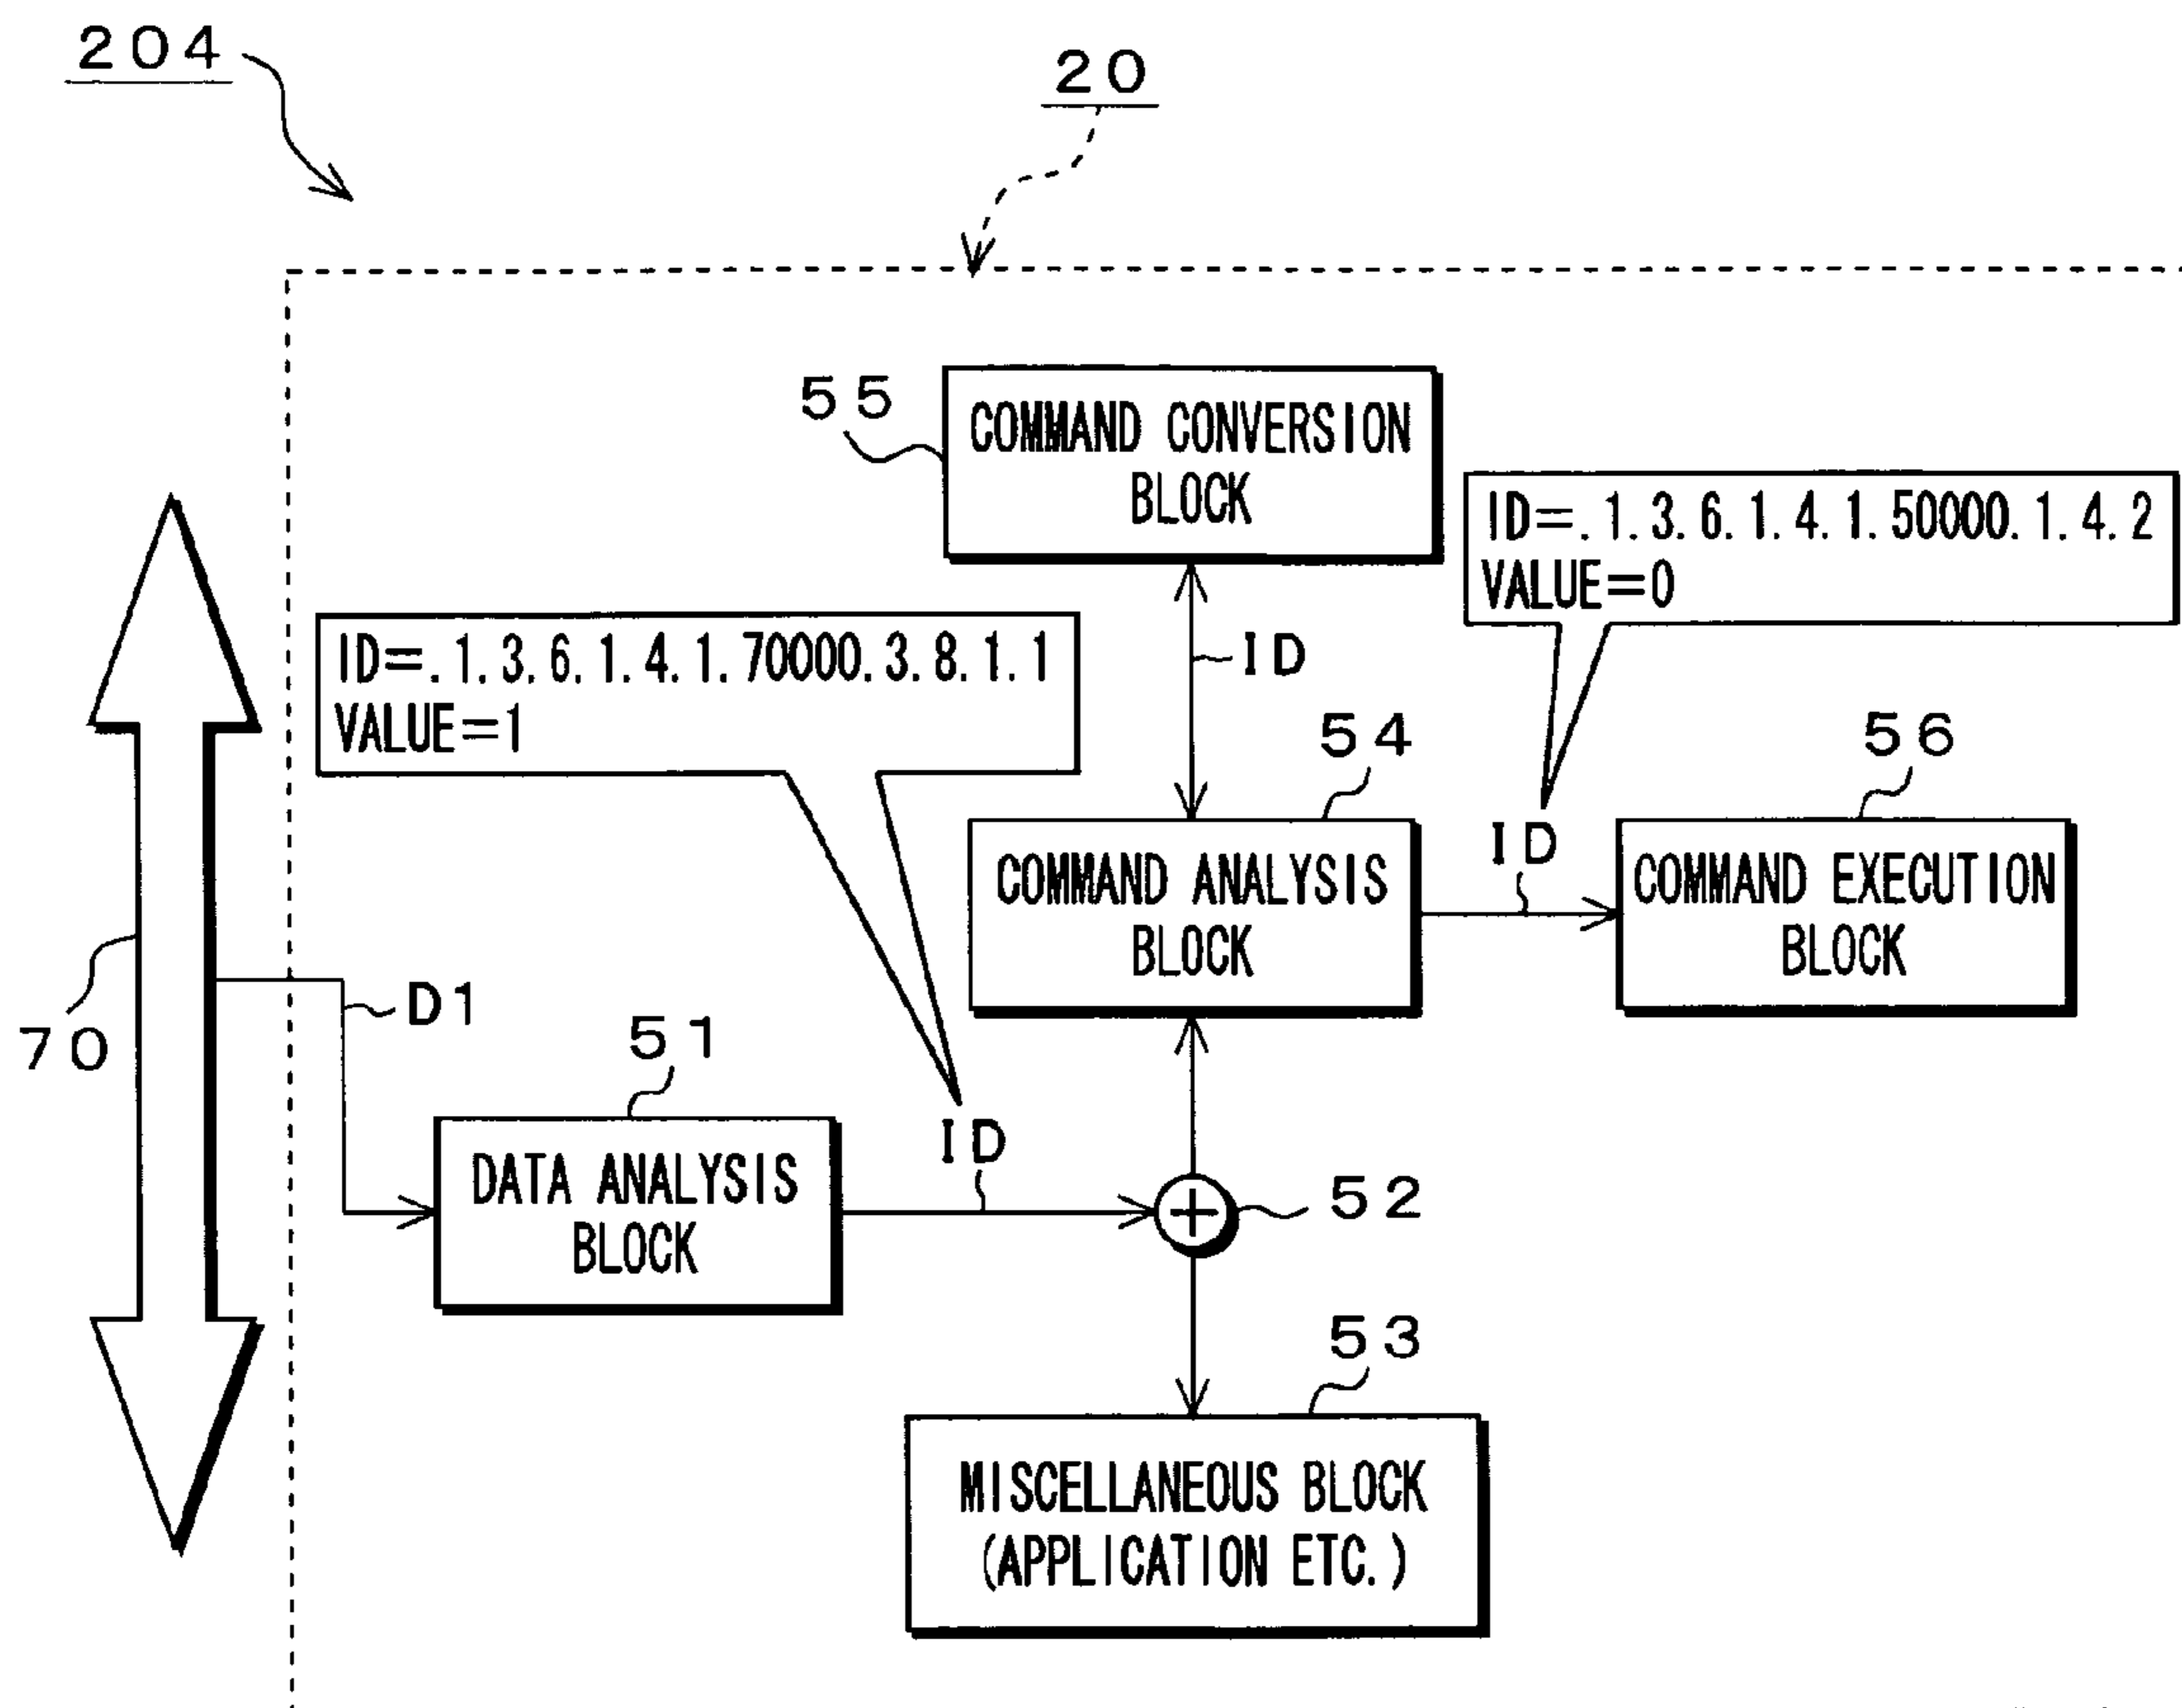 204
20
55
COMMAND CONVERSION
BLOCK
ID=.1.3.6.1.4.1.50000.1.4.2
VALUE=0
ID=.1.3.6.1.4.1.70000.3.8.1.1
VALUE=1
ID
54
56
ID
COMMAND ANALYSIS
BLOCK
COMMAND EXECUTION
BLOCK
70
D1
51
ID
DATA ANALYSIS
BLOCK
52
53
MISCELLANEOUS BLOCK
(APPLICATION ETC.)